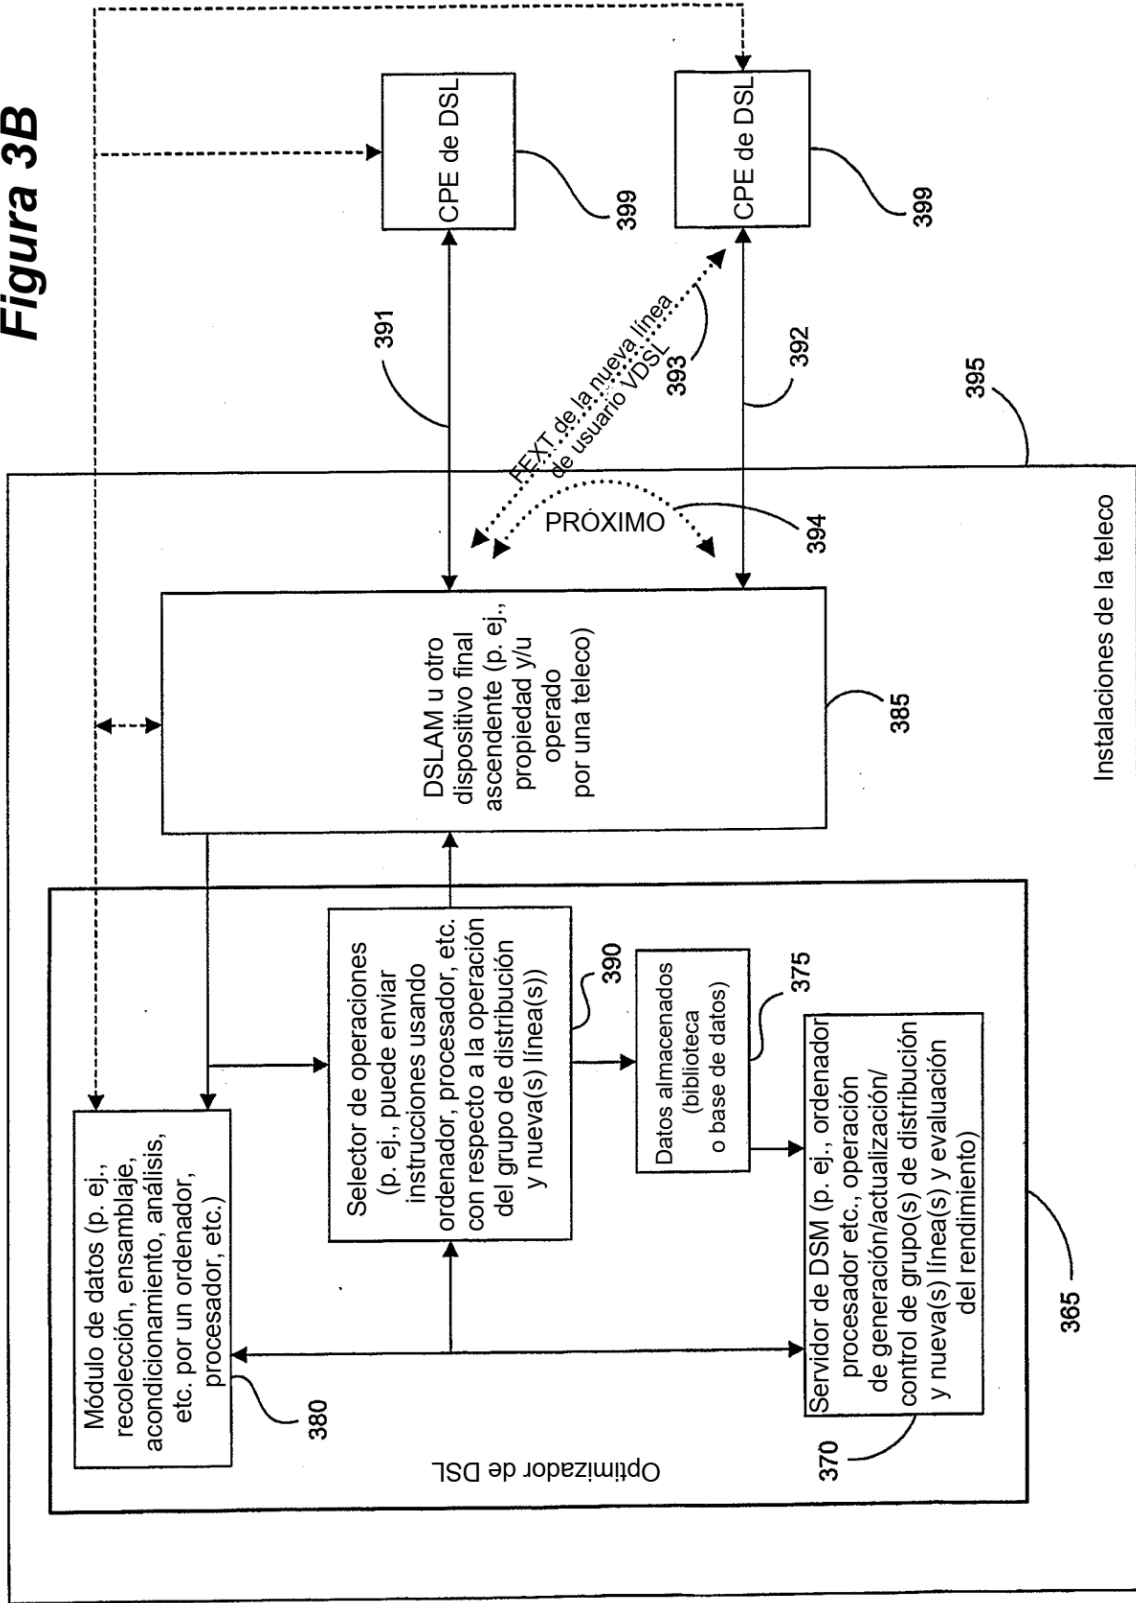 Figura 3B
Módulo de datos (p. ej.,
recolección, ensamblaje,
acondicionamiento, análisis,
etc. por un ordenador,
procesador, etc.)
380
Selector de operaciones
(p. ej., puede enviar
instrucciones usando
ordenador, procesador, etc.
con respecto a la operación
del grupo de distribución
y nueva(s) línea(s))
390
Datos almacenados
(biblioteca
o base de datos)
375
Servidor de DSM (p. ej., ordenador
procesador etc., operación
de generación/actualización/
control de grupo(s) de distribución
y nueva(s) línea(s) y evaluación
del rendimiento)
370
Optimizador de DSL
365
DSLAM u otro
dispositivo final
ascendente (p. ej.,
propiedad y/u
operado
por una teleco)
385
Instalaciones de la teleco
395
PRÓXIMO
394
FEXT de la nueva línea
de usuario VDSL
393
391
392
CPE de DSL
399
CPE de DSL
399